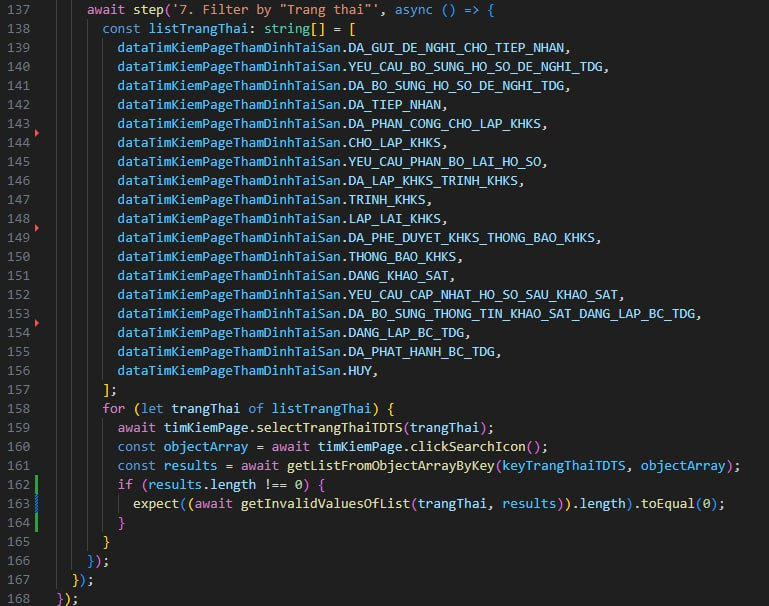 137 await step('7. Filter by "Trang thai"', async () => {
138 const listTrangThai: string[] = [
139 dataTimKiemPageThamDinhTaiSan.DA_GUI_DE_NGHI_CHO_TIEP_NHAN,
140 dataTimKiemPageThamDinhTaiSan.YEU_CAU_BO_SUNG_HO_SO_DE_NGHI_TDG,
141 dataTimKiemPageThamDinhTaiSan.DA_BO_SUNG_HO_SO_DE_NGHI_TDG,
142 dataTimKiemPageThamDinhTaiSan.DA_TIEP_NHAN,
143 dataTimKiemPageThamDinhTaiSan.DA_PHAN_CONG_CHO_LAP_KHKS,
144 dataTimKiemPageThamDinhTaiSan.CHO_LAP_KHKS,
145 dataTimKiemPageThamDinhTaiSan.YEU_CAU_PHAN_BO_LAI_HO_SO,
146 dataTimKiemPageThamDinhTaiSan.DA_LAP_KHKS_TRINH_KHKS,
147 dataTimKiemPageThamDinhTaiSan.TRINH_KHKS,
148 dataTimKiemPageThamDinhTaiSan.LAP_LAI_KHKS,
149 dataTimKiemPageThamDinhTaiSan.DA_PHE_DUYET_KHKS_THONG_BAO_KHKS,
150 dataTimKiemPageThamDinhTaiSan.THONG_BAO_KHKS,
151 dataTimKiemPageThamDinhTaiSan.DANG_KHAO_SAT,
152 dataTimKiemPageThamDinhTaiSan.YEU_CAU_CAP_NHAT_HO_SO_SAU_KHAO_SAT,
153 dataTimKiemPageThamDinhTaiSan.DA_BO_SUNG_THONG_TIN_KHAO_SAT_DANG_LAP_BC_TDG,
154 dataTimKiemPageThamDinhTaiSan.DANG_LAP_BC_TDG,
155 dataTimKiemPageThamDinhTaiSan.DA_PHAT_HANH_BC_TDG,
156 dataTimKiemPageThamDinhTaiSan.HUY,
157 ];
158 for (let trangThai of listTrangThai) {
159 await timKiemPage.selectTrangThaiTDTS(trangThai);
160 const objectArray = await timKiemPage.clickSearchIcon();
161 const results = await getListFromObjectArrayByKey(keyTrangThaiTDTS, objectArray);
162 if (results.length !== 0) {
163 expect((await getInvalidValuesOfList(trangThai, results)).length).toEqual(0);
164 }
165 }
166 });
167 });
168 });